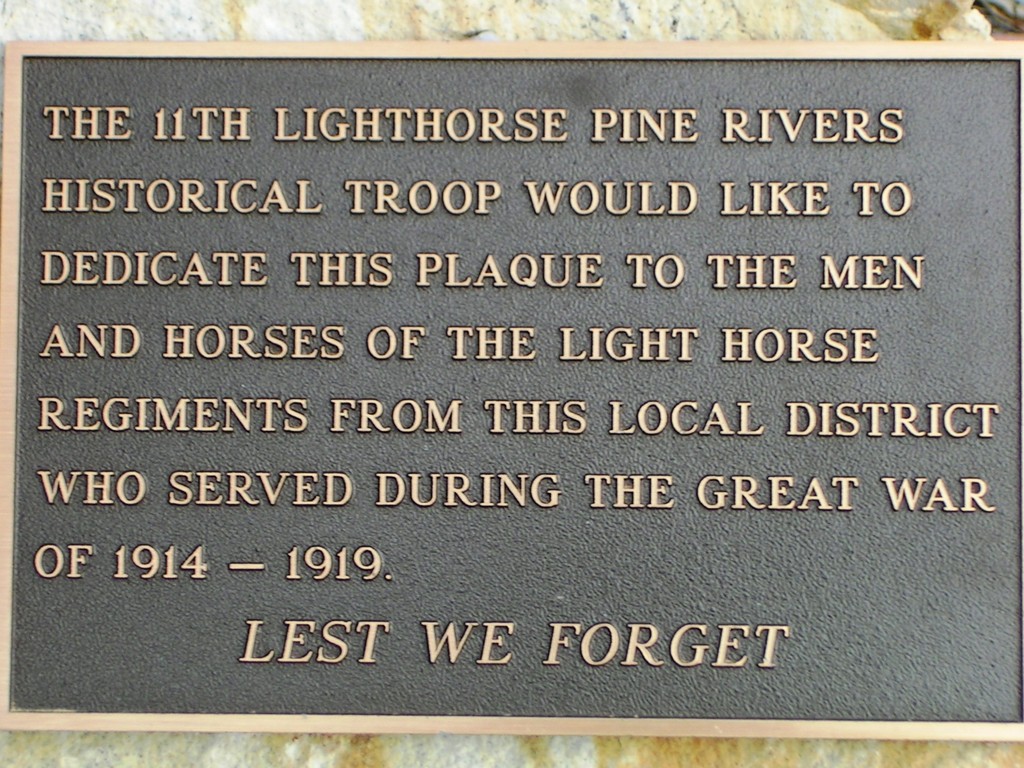 THE 11TH LIGHTHORSE PINE RIVERS
HISTORICAL TROOP WOULD LIKE TO
DEDICATE THIS PLAQUE TO THE MEN
AND HORSES OF THE LIGHT HORSE
REGIMENTS FROM THIS LOCAL DISTRICT
WHO SERVED DURING THE GREAT WAR
OF 1914 – 1919.
LEST WE FORGET